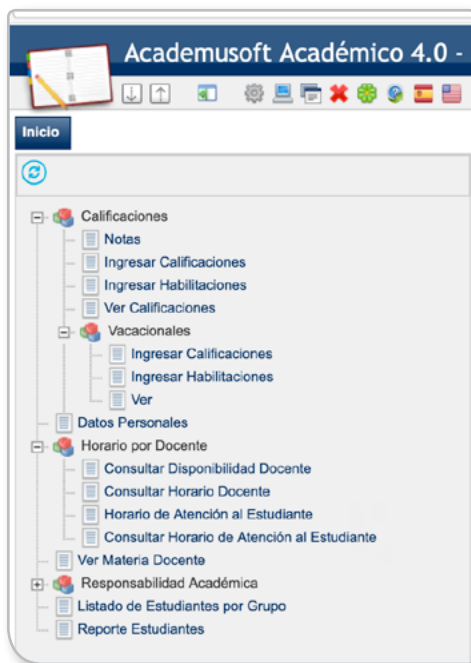 Academusoft Académico 4.0 -
Inicio
Calificaciones
Notas
Ingresar Calificaciones
Ingresar Habilitaciones
Ver Calificaciones
Vacacionales
Ingresar Calificaciones
Ingresar Habilitaciones
Ver
Datos Personales
Horario por Docente
Consultar Disponibilidad Docente
Consultar Horario Docente
Horario de Atención al Estudiante
Consultar Horario de Atención al Estudiante
Ver Materia Docente
Responsabilidad Académica
Listado de Estudiantes por Grupo
Reporte Estudiantes